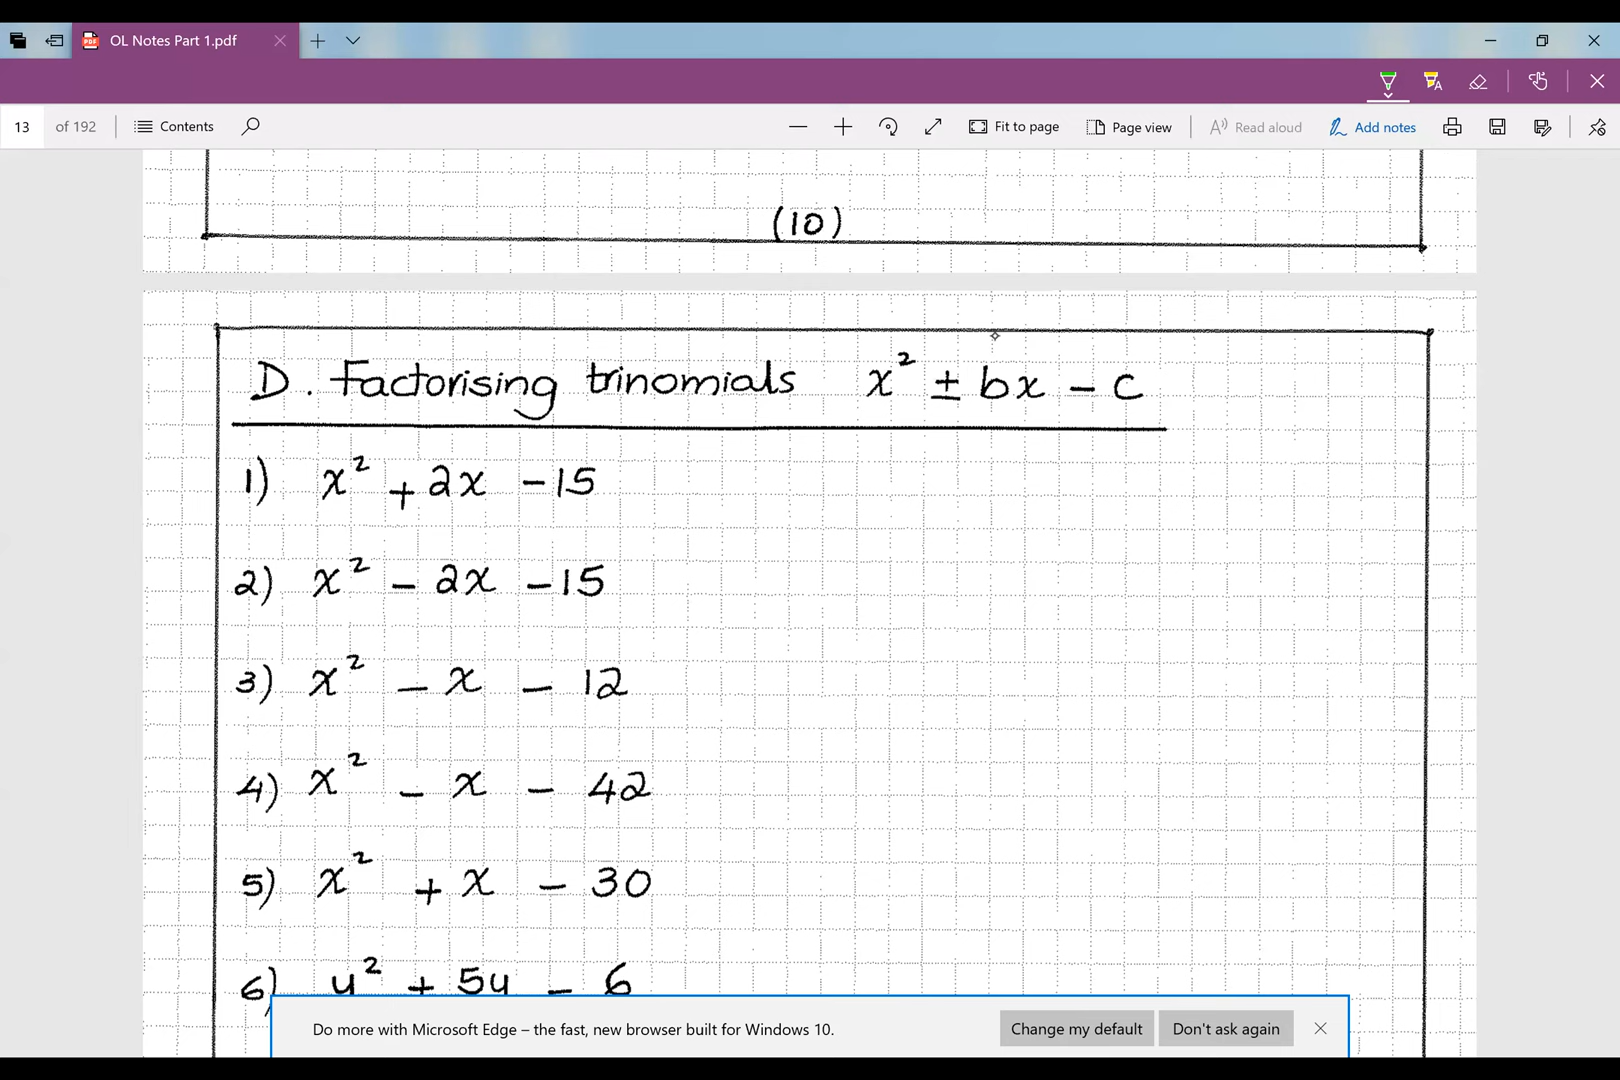 OL Notes Part 1.pdf
13 of 192 Contents Fit to page Page view Read aloud Add notes
(10)
D. Factorising trinomials x² ± bx - c
1) x² + 2x - 15
2) x² - 2x - 15
3) x² - x - 12
4) x² - x - 42
5) x² + x - 30
6) y² + 5y - 6
Do more with Microsoft Edge – the fast, new browser built for Windows 10. Change my default Don't ask again